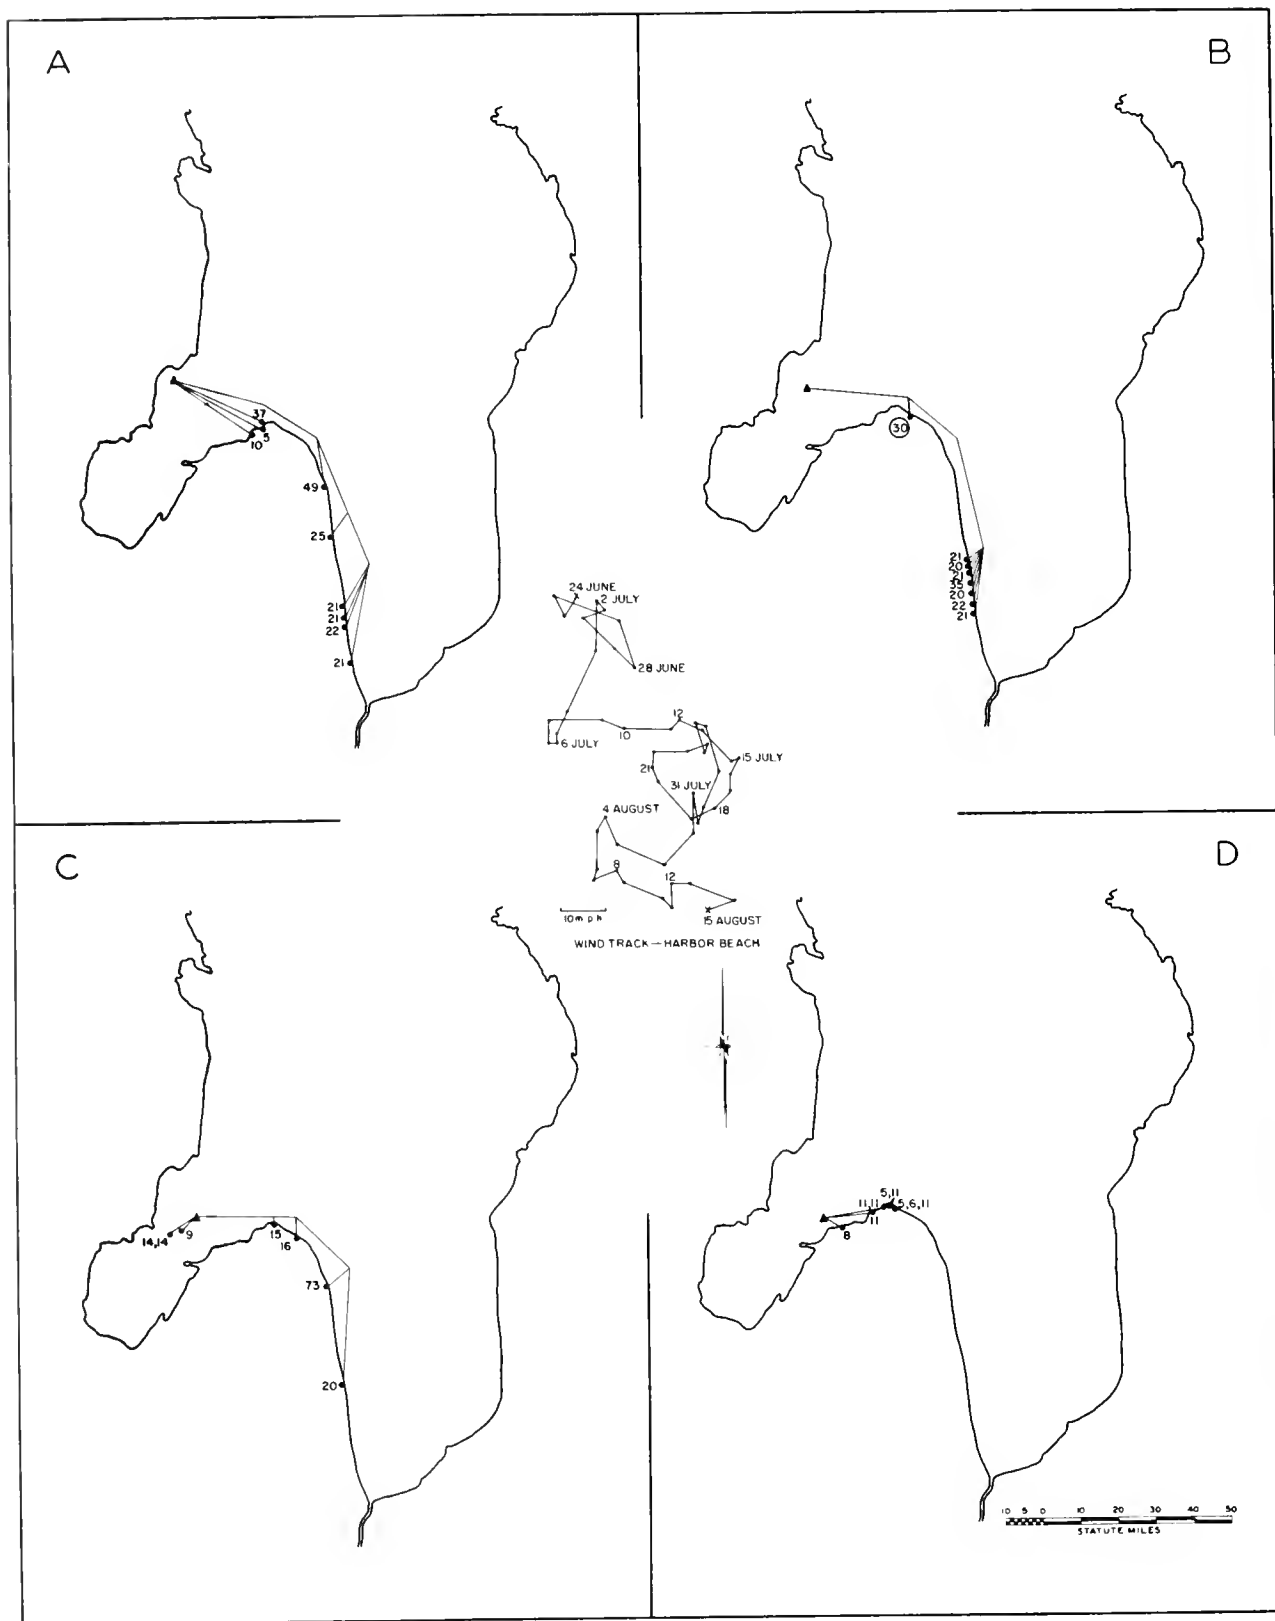 A
B
37
5
10
49
25
21
21
22
21
30
21
20
21
35
20
22
21
24 JUNE
2 JULY
28 JUNE
6 JULY
10
12
15 JULY
21
31 JULY
18
4 AUGUST
8
12
15 AUGUST
10 m p h
WIND TRACK — HARBOR BEACH
C
D
N
14,14
9
15
16
73
20
5,11
11,11
5,6,11
11
8
10 5 0 10 20 30 40 50
STATUTE MILES